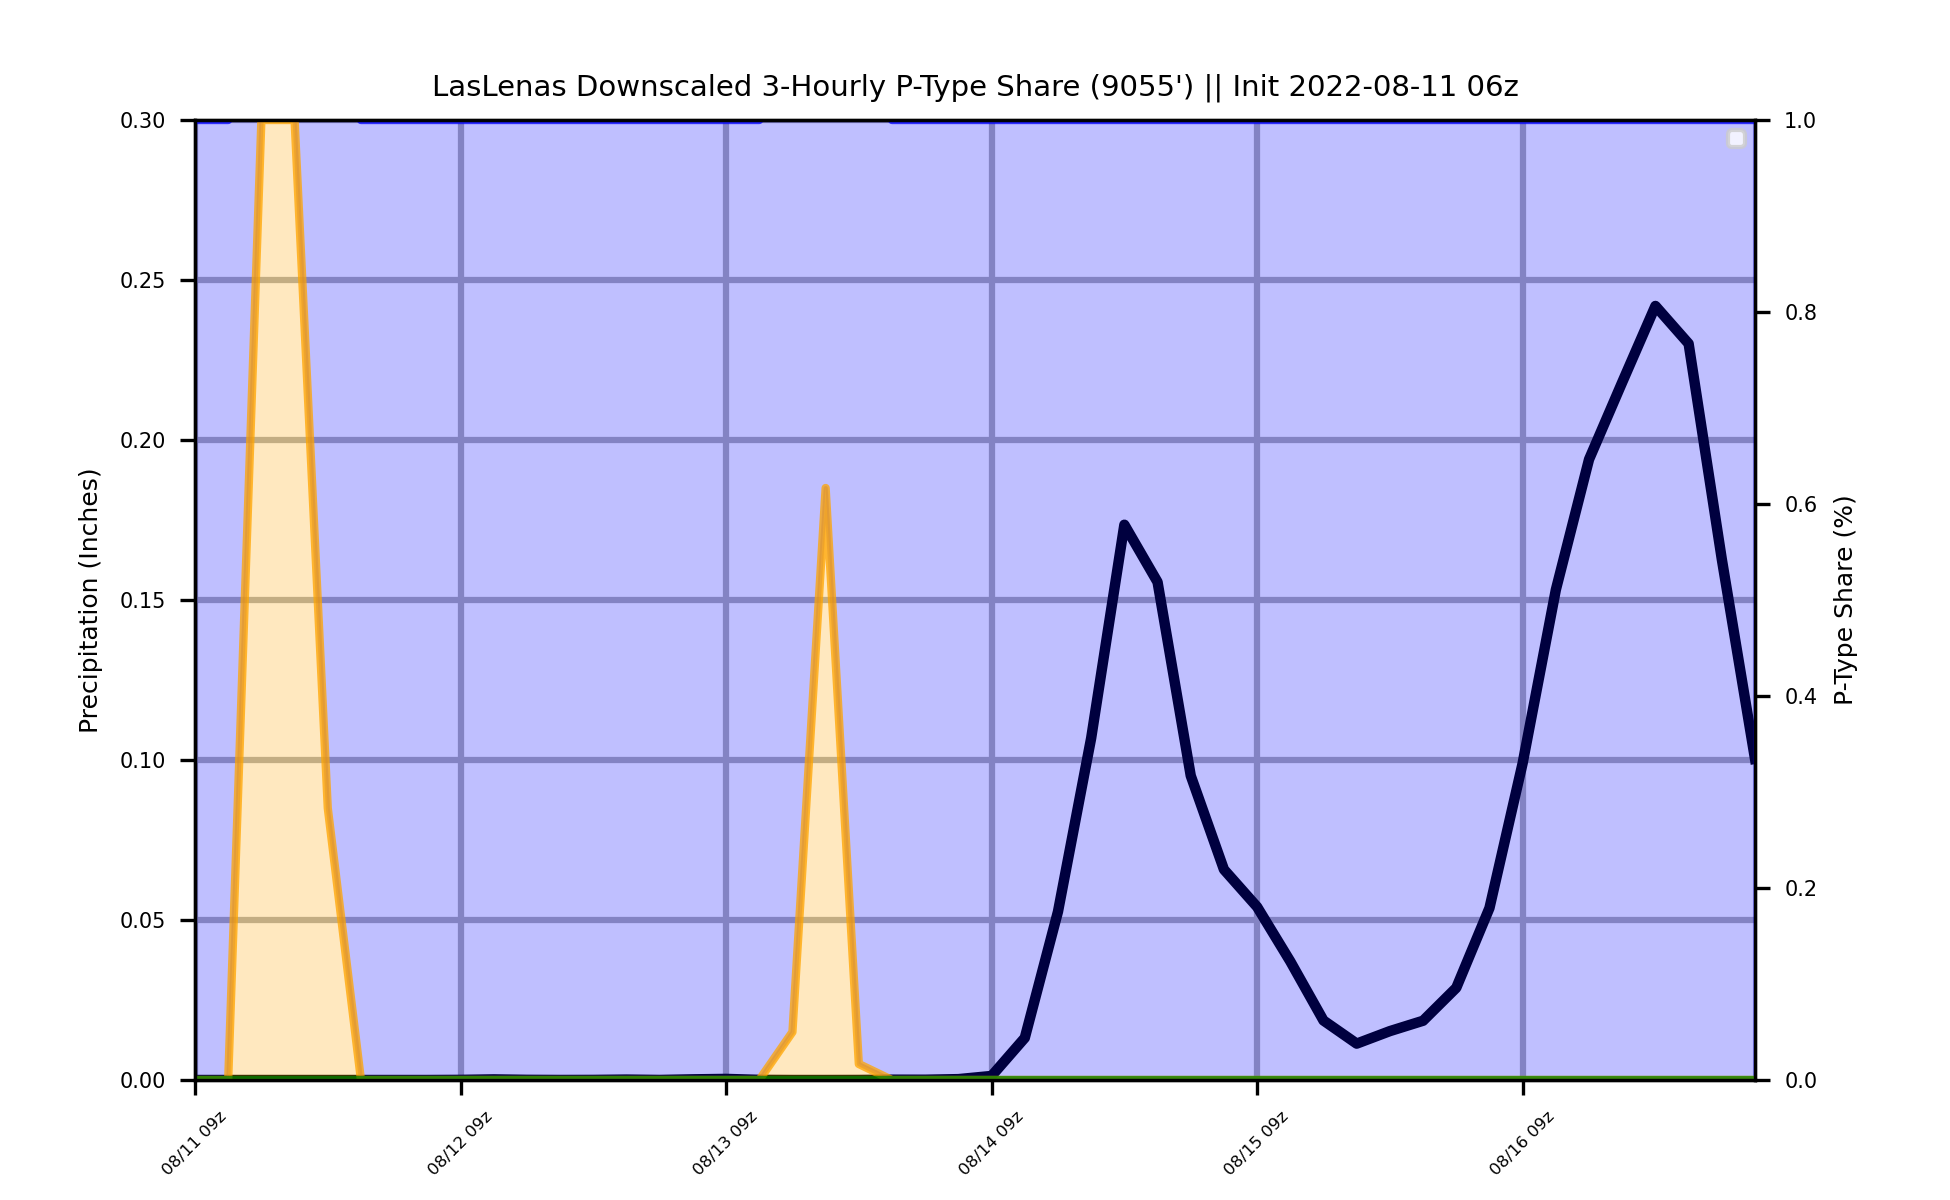 LasLenas Downscaled 3-Hourly P-Type Share (9055') || Init 2022-08-11 06z
0.30
0.25
0.20
0.15
0.10
0.05
0.00
Precipitation (Inches)
1.0
0.8
0.6
0.4
0.2
0.0
P-Type Share (%)
08/11 09z
08/12 09z
08/13 09z
08/14 09z
08/15 09z
08/16 09z